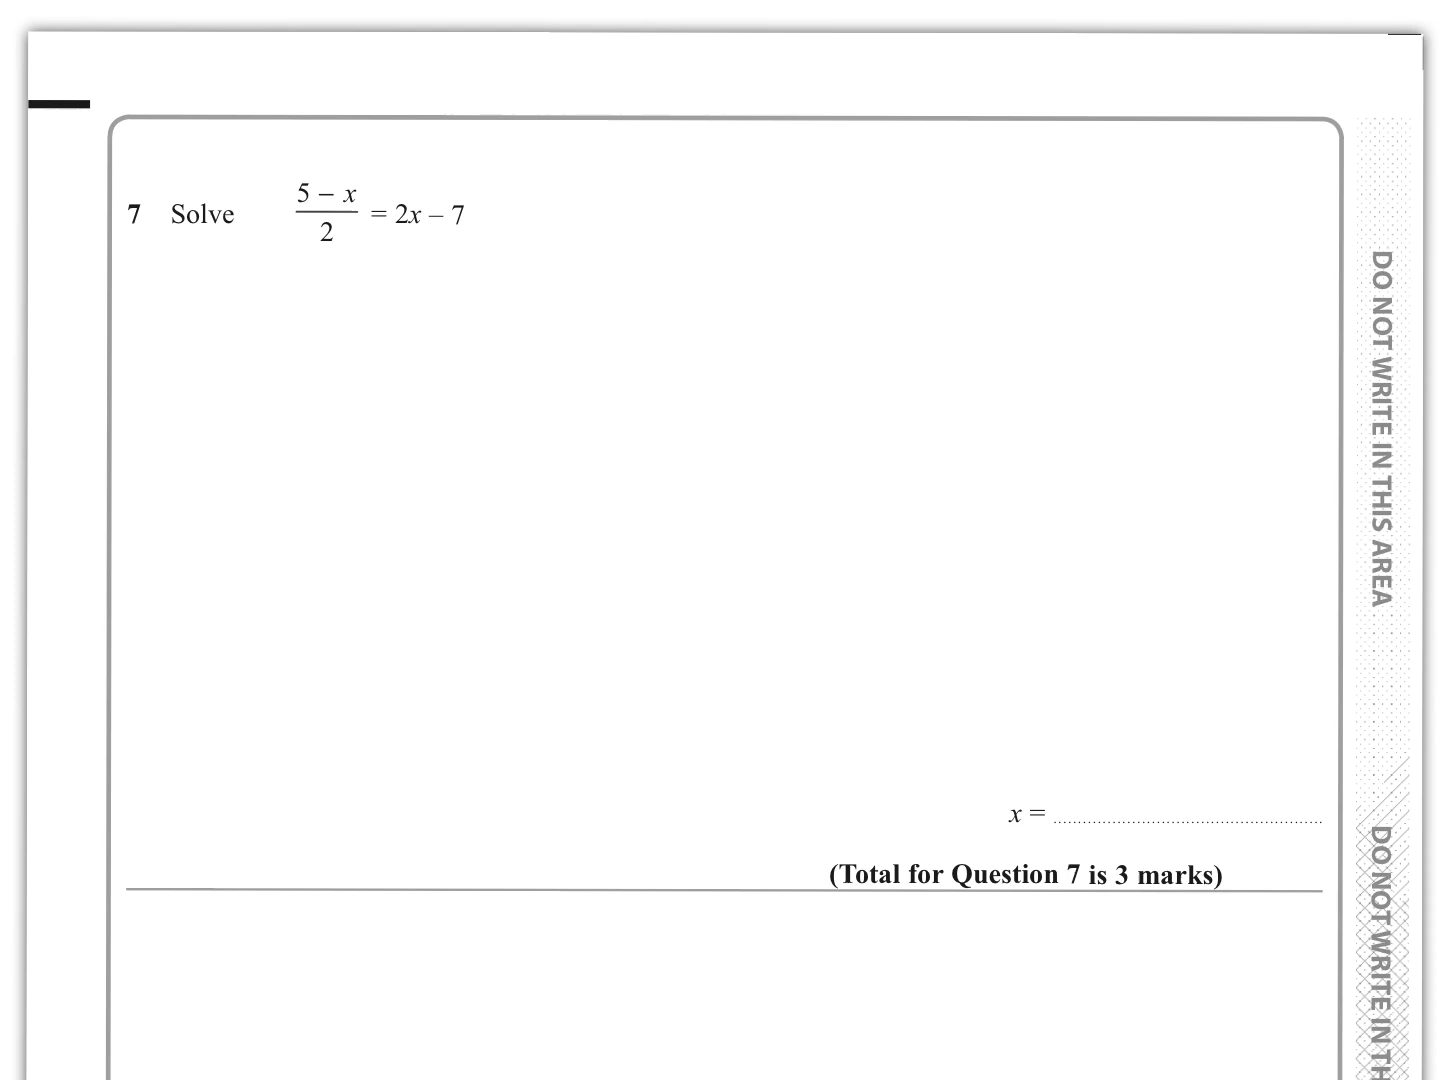 7 Solve (5 − x)/2 = 2x – 7
x = ........................................................
(Total for Question 7 is 3 marks)
DO NOT WRITE IN THIS AREA
DO NOT WRITE IN TH